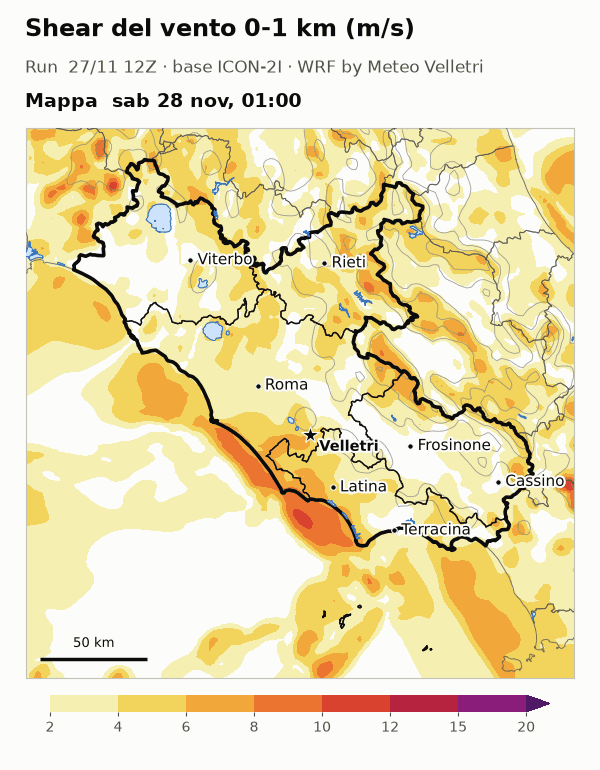 Shear del vento 0-1 km (m/s)
Run  27/11 12Z · base ICON-2I · WRF by Meteo Velletri
Mappa  sab 28 nov, 01:00
Viterbo
Rieti
Roma
Velletri
Frosinone
Cassino
Latina
Terracina
50 km
2 4 6 8 10 12 15 20